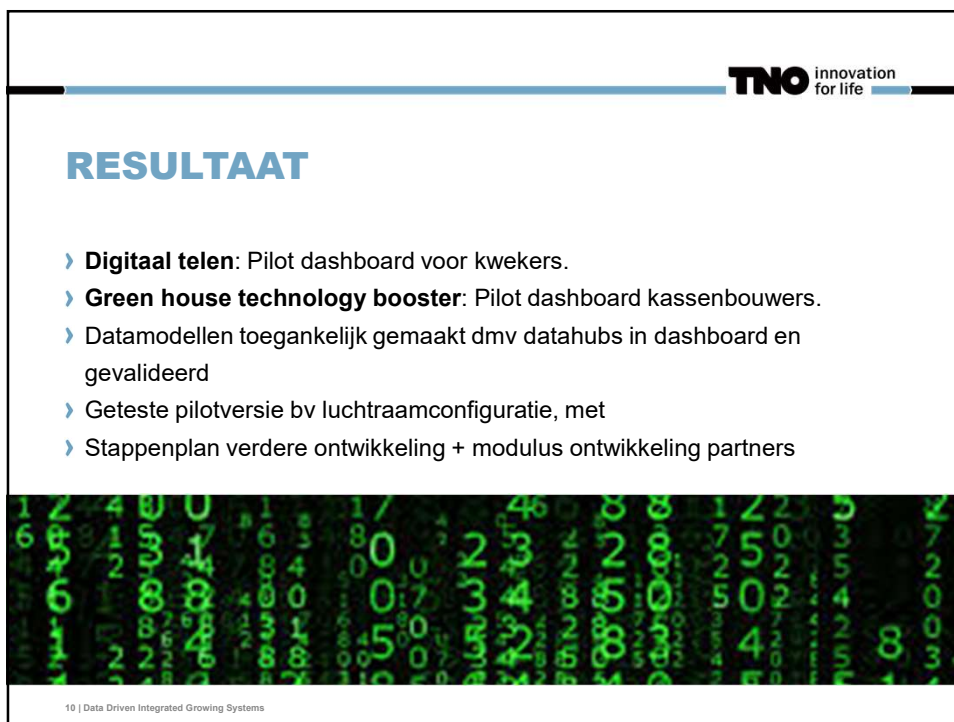 TNO innovation
for life
RESULTAAT
› Digitaal telen: Pilot dashboard voor kwekers.
› Green house technology booster: Pilot dashboard kassenbouwers.
› Datamodellen toegankelijk gemaakt dmv datahubs in dashboard en
gevalideerd
› Geteste pilotversie bv luchtraamconfiguratie, met
› Stappenplan verdere ontwikkeling + modulus ontwikkeling partners
10 | Data Driven Integrated Growing Systems